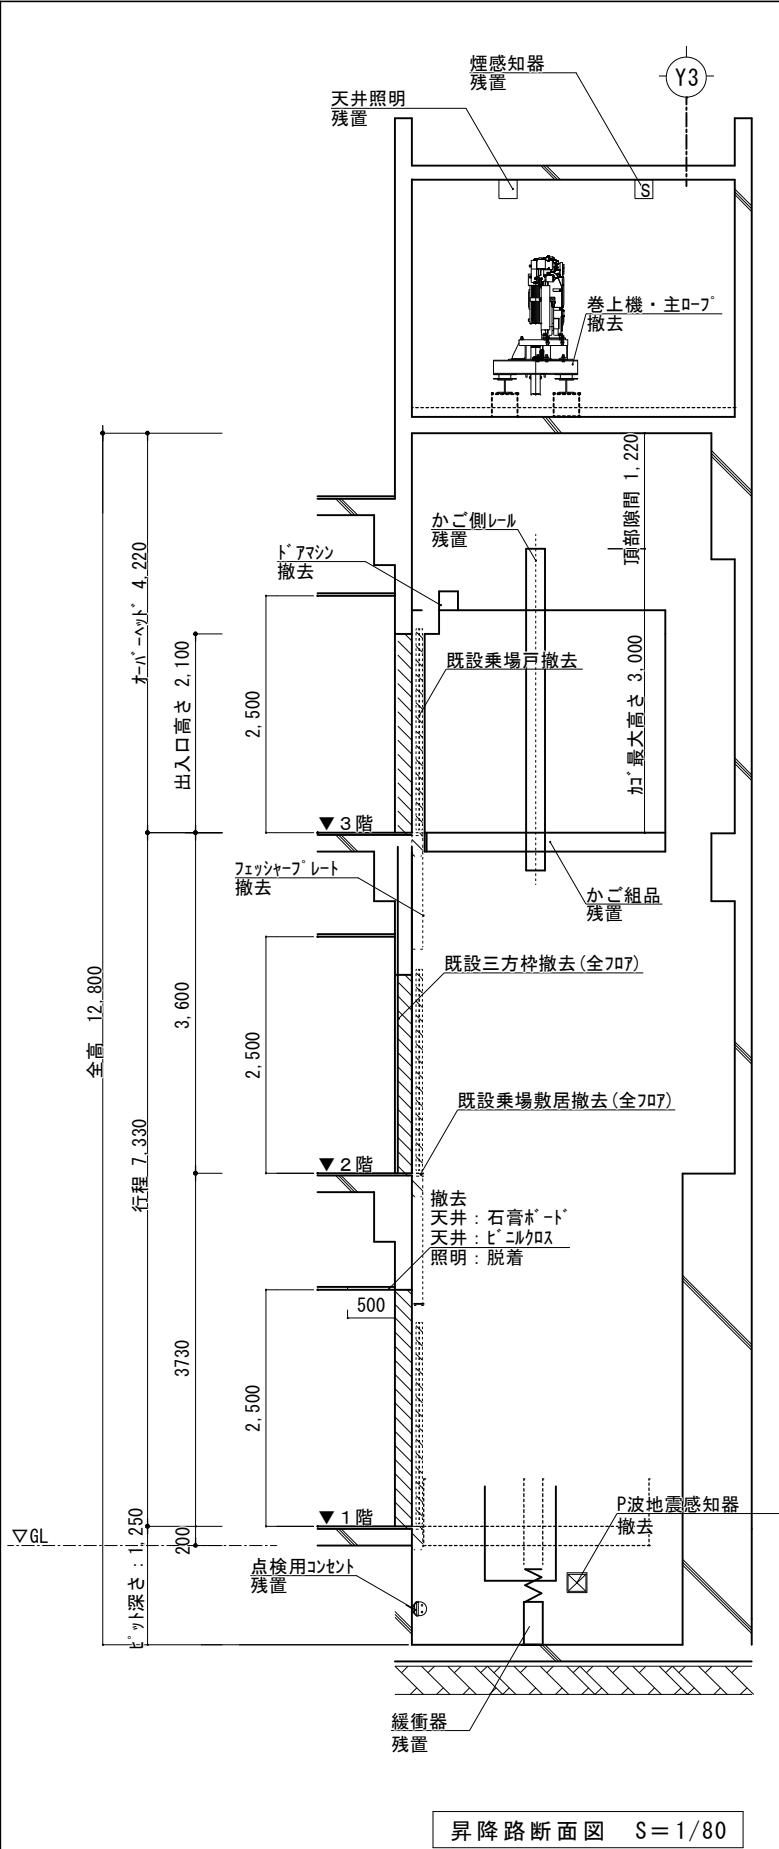 煙感知器
残置
Y3
天井照明
残置
S
巻上機・主ﾛｰﾌﾟ
撤去
頂部隙間 1,220
かご側ﾚｰﾙ
残置
ﾄﾞｱﾏｼﾝ
撤去
ｵｰﾊﾞｰﾍｯﾄﾞ 4,220
出入口高さ 2,100
2,500
既設乗場戸撤去
ｶｺﾞ最大高さ 3,000
▼3階
ﾌｪｯｼｬｰﾌﾟﾚｰﾄ
撤去
かご組品
残置
既設三方枠撤去(全ﾌﾛｱ)
全高 12,800
3,600
2,500
既設乗場敷居撤去(全ﾌﾛｱ)
行程 7,330
▼2階
撤去
天井：石膏ﾎﾞｰﾄﾞ
天井：ﾋﾞﾆﾙｸﾛｽ
照明：脱着
500
3730
2,500
P波地震感知器
撤去
▼1階
▽GL
200
ﾋﾟｯﾄ深さ：1,250
点検用ｺﾝｾﾝﾄ
残置
緩衝器
残置
昇降路断面図 S＝1/80